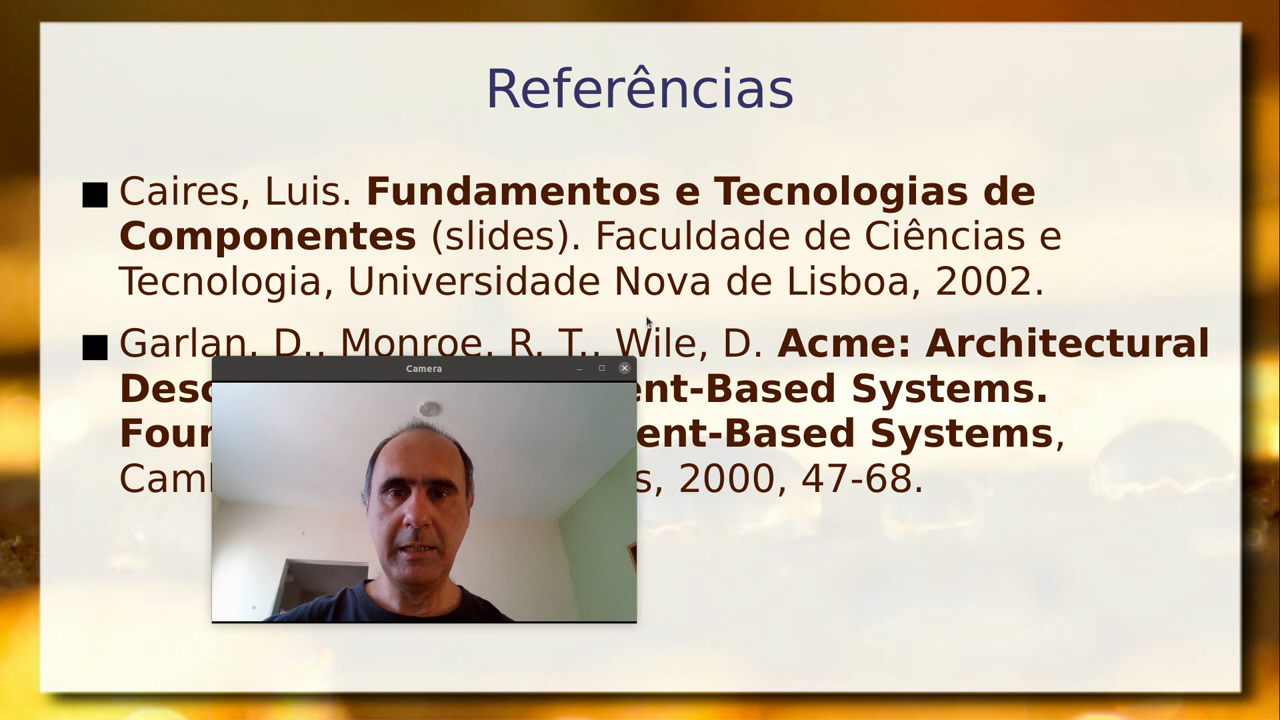 Referências
Caires, Luis. Fundamentos e Tecnologias de
Componentes (slides). Faculdade de Ciências e
Tecnologia, Universidade Nova de Lisboa, 2002.
Garlan, D., Monroe, R. T., Wile, D. Acme: Architectural
ent-Based Systems.
ent-Based Systems,
2000, 47-68.
Camera